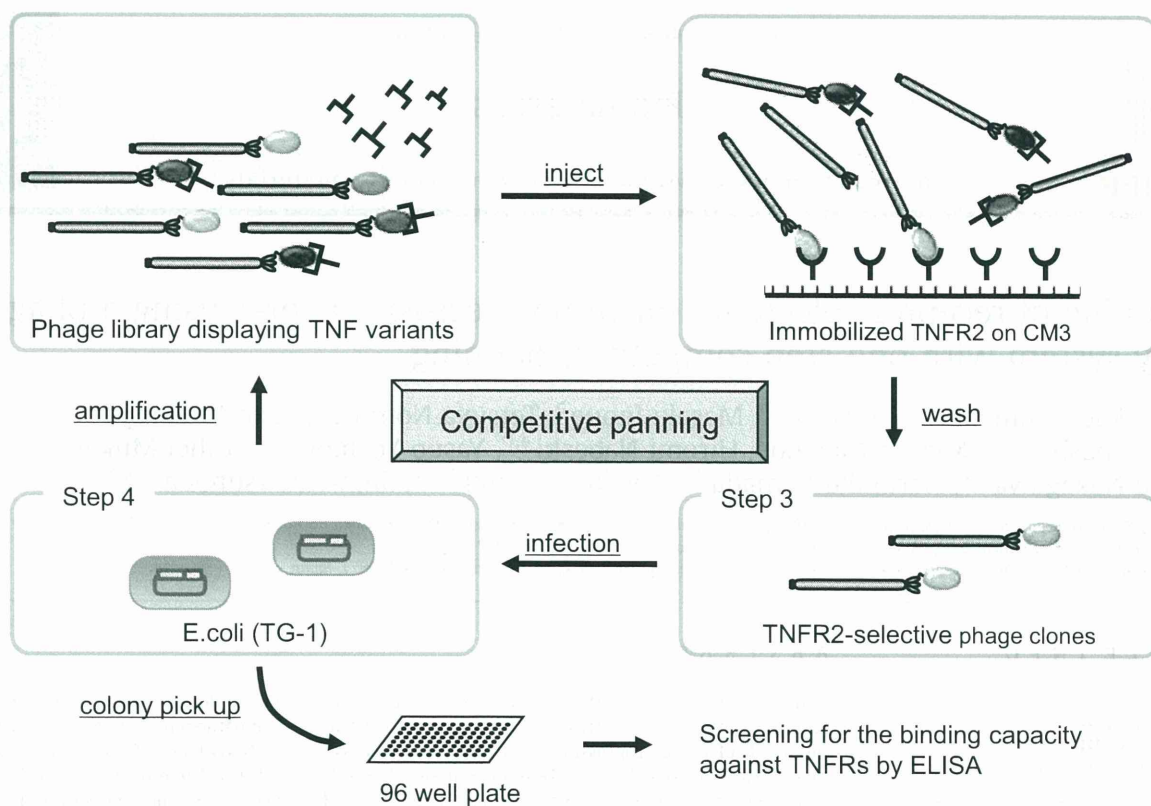 inject
Phage library displaying TNF variants
Immobilized TNFR2 on CM3
amplification
Competitive panning
wash
Step 4
Step 3
infection
E.coli (TG-1)
TNFR2-selective phage clones
colony pick up
Screening for the binding capacity
against TNFRs by ELISA
96 well plate